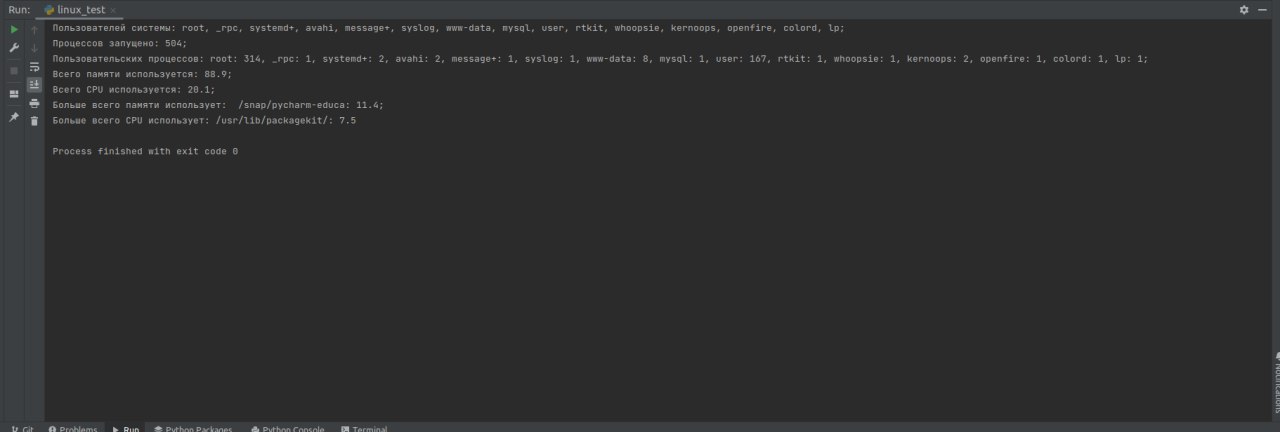 Run: linux_test
Пользователей системы: root, _rpc, systemd+, avahi, message+, syslog, www-data, mysql, user, rtkit, whoopsie, kernoops, openfire, colord, lp;
Процессов запущено: 504;
Пользовательских процессов: root: 314, _rpc: 1, systemd+: 2, avahi: 2, message+: 1, syslog: 1, www-data: 8, mysql: 1, user: 167, rtkit: 1, whoopsie: 1, kernoops: 2, openfire: 1, colord: 1, lp: 1;
Всего памяти используется: 88.9;
Всего CPU используется: 20.1;
Больше всего памяти использует:  /snap/pycharm-educa: 11.4;
Больше всего CPU использует: /usr/lib/packagekit/: 7.5
Process finished with exit code 0
Notifications
Git Problems Run Python Packages Python Console Terminal